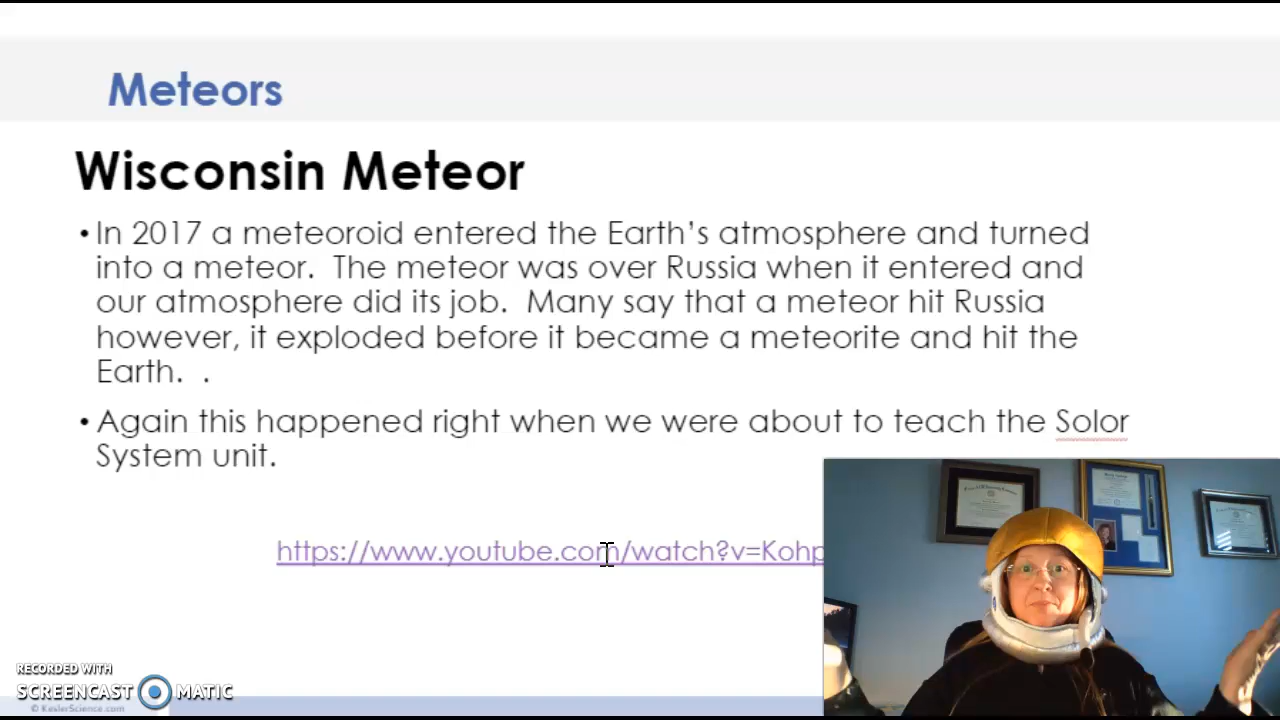 Meteors
Wisconsin Meteor
• In 2017 a meteoroid entered the Earth's atmosphere and turned
into a meteor.  The meteor was over Russia when it entered and
our atmosphere did its job.  Many say that a meteor hit Russia
however, it exploded before it became a meteorite and hit the
Earth.  .
• Again this happened right when we were about to teach the Solor
System unit.
https://www.youtube.com/watch?v=Kohp
RECORDED WITH
SCREENCAST MATIC
© KeslerScience.com